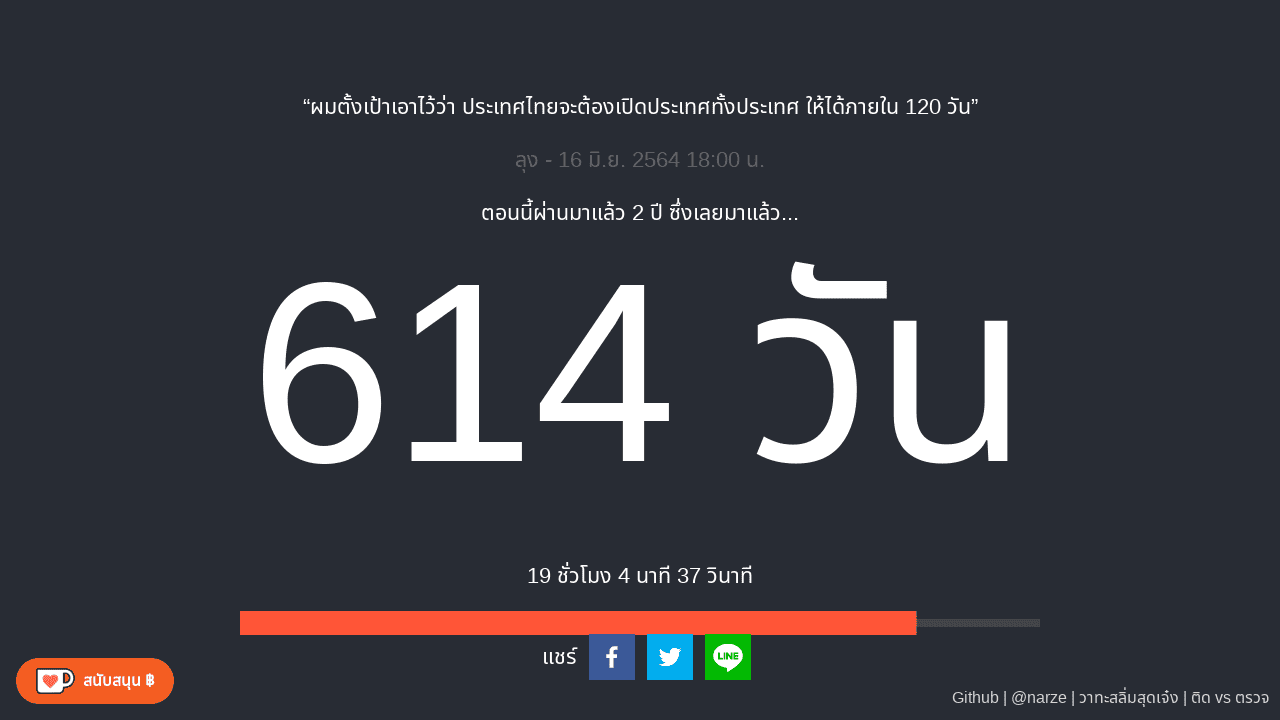 “ผมตั้งเป้าเอาไว้ว่า ประเทศไทยจะต้องเปิดประเทศทั้งประเทศ ให้ได้ภายใน 120 วัน”
ลุง - 16 มิ.ย. 2564 18:00 น.
ตอนนี้ผ่านมาแล้ว 2 ปี ซึ่งเลยมาแล้ว...
614 วัน
19 ชั่วโมง 4 นาที 37 วินาที
แชร์
LINE
สนับสนุน ฿
Github | @narze | วาทะสลิ่มสุดเจ๋ง | ติด vs ตรวจ